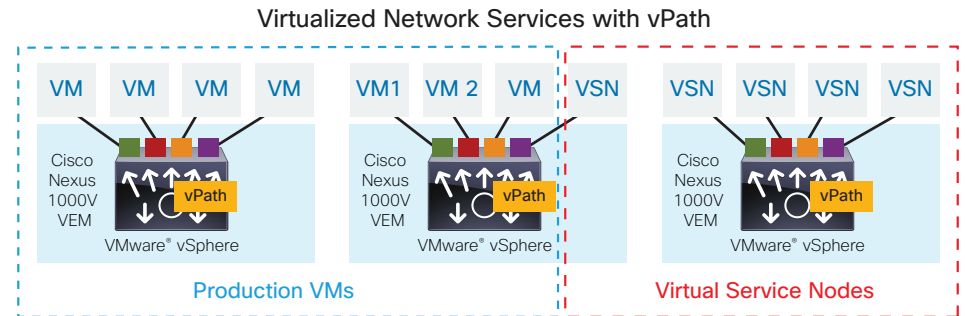 Virtualized Network Services with vPath
VM VM VM VM
VM1 VM 2 VM VSN
VSN VSN VSN VSN
Cisco
Nexus
1000V
VEM
vPath
VMware® vSphere
Cisco
Nexus
1000V
VEM
vPath
VMware® vSphere
Cisco
Nexus
1000V
VEM
vPath
VMware® vSphere
Production VMs
Virtual Service Nodes